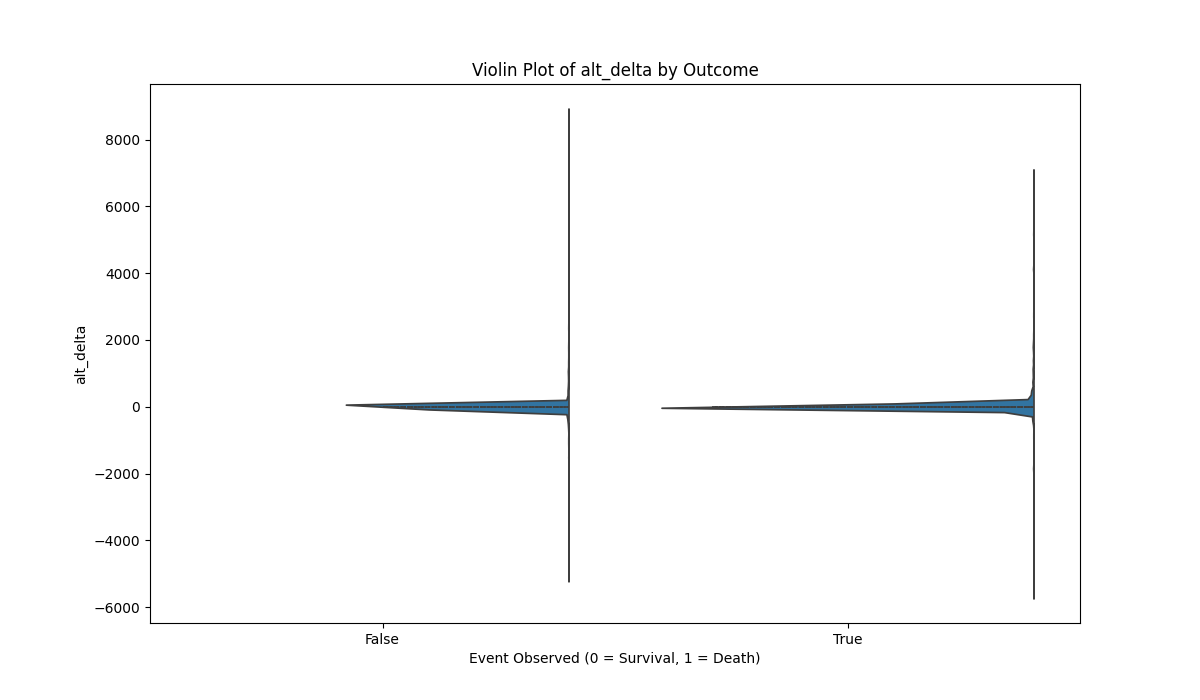 Violin Plot of alt_delta by Outcome
8000
6000
4000
2000
0
−2000
−4000
−6000
alt_delta
False True
Event Observed (0 = Survival, 1 = Death)